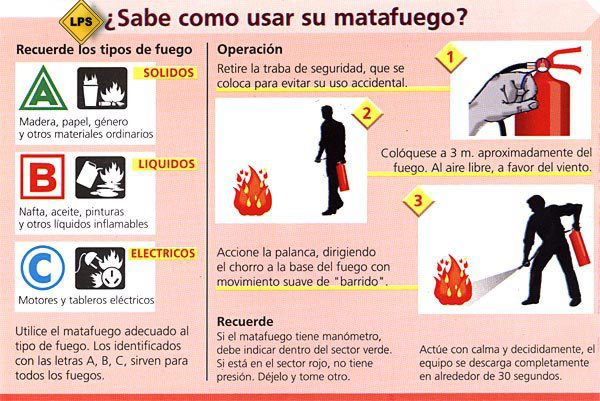 LPS
¿Sabe como usar su matafuego?
Recuerde los tipos de fuego
A
SOLIDOS
Madera, papel, género
y otros materiales ordinarios
B
LIQUIDOS
Nafta, aceite, pinturas
y otros líquidos inflamables
C
ELECTRICOS
Motores y tableros eléctricos
Utilice el matafuego adecuado al
tipo de fuego. Los identificados
con las letras A, B, C, sirven para
todos los fuegos.
Operación
Retire la traba de seguridad, que se
coloca para evitar su uso accidental.
1
2
Colóquese a 3 m. aproximadamente del
fuego. Al aire libre, a favor del viento.
3
Accione la palanca, dirigiendo
el chorro a la base del fuego con
movimiento suave de "barrido".
Recuerde
Si el matafuego tiene manómetro,
debe indicar dentro del sector verde.
Si está en el sector rojo, no tiene
presión. Déjelo y tome otro.
Actúe con calma y decididamente, el
equipo se descarga completamente
en alrededor de 30 segundos.